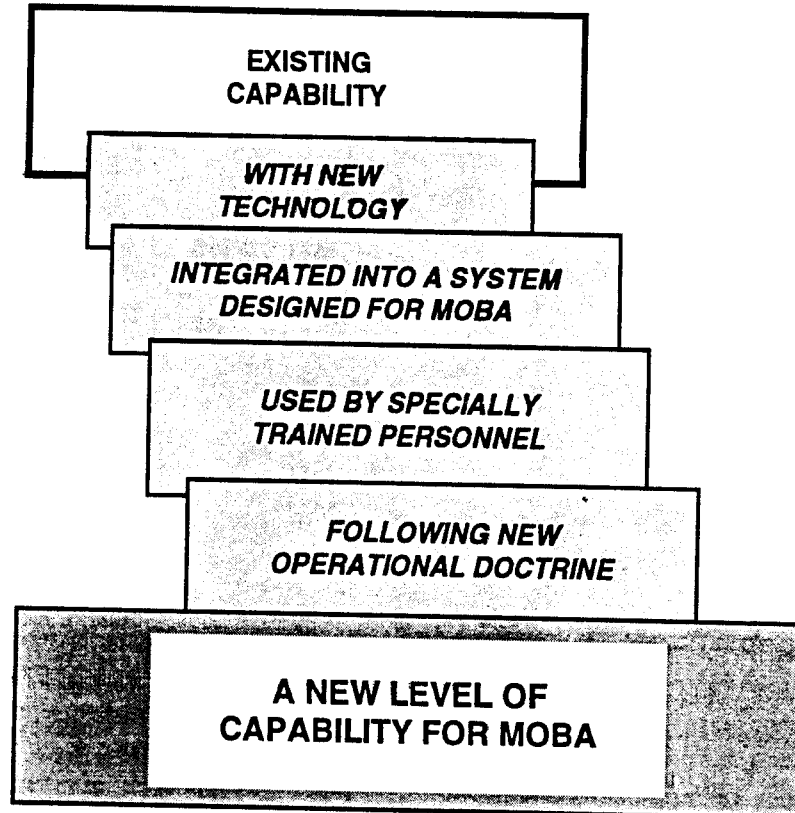 EXISTING
CAPABILITY
WITH NEW
TECHNOLOGY
INTEGRATED INTO A SYSTEM
DESIGNED FOR MOBA
USED BY SPECIALLY
TRAINED PERSONNEL
FOLLOWING NEW
OPERATIONAL DOCTRINE
A NEW LEVEL OF
CAPABILITY FOR MOBA